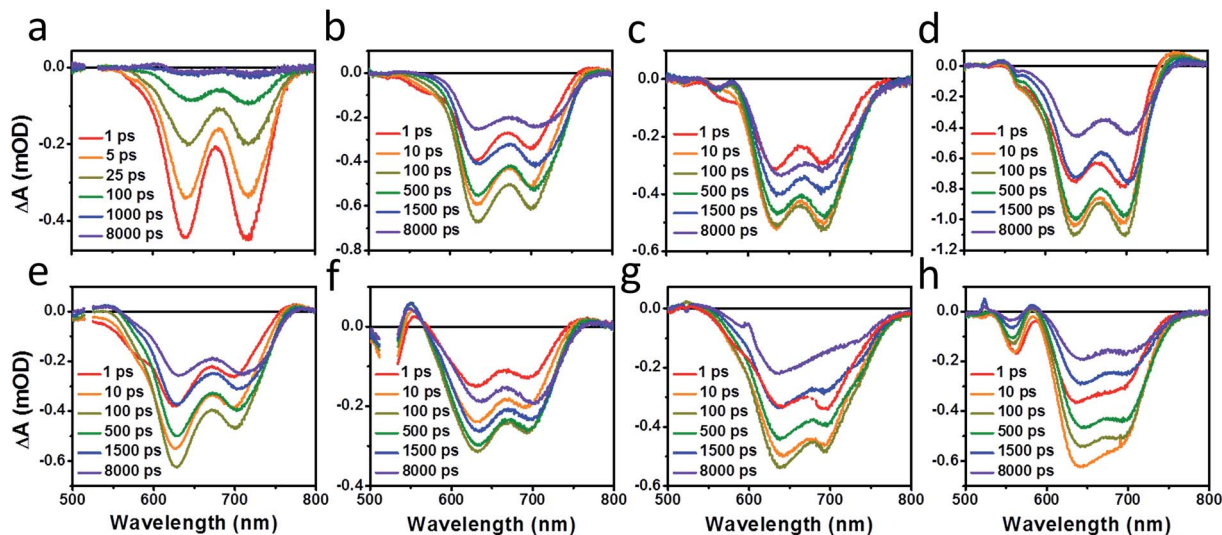 a
0.0
-0.2
-0.4
1 ps
5 ps
25 ps
100 ps
1000 ps
8000 ps
ΔA (mOD)
b
0.0
-0.2
-0.4
-0.6
-0.8
1 ps
10 ps
100 ps
500 ps
1500 ps
8000 ps
c
0.0
-0.2
-0.4
-0.6
1 ps
10 ps
100 ps
500 ps
1500 ps
8000 ps
d
0.0
-0.2
-0.4
-0.6
-0.8
-1.0
-1.2
1 ps
10 ps
100 ps
500 ps
1500 ps
8000 ps
e
0.0
-0.2
-0.4
-0.6
1 ps
10 ps
100 ps
500 ps
1500 ps
8000 ps
ΔA (mOD)
500 600 700 800
Wavelength (nm)
f
0.0
-0.2
-0.4
1 ps
10 ps
100 ps
500 ps
1500 ps
8000 ps
500 600 700 800
Wavelength (nm)
g
0.0
-0.2
-0.4
-0.6
1 ps
10 ps
100 ps
500 ps
1500 ps
8000 ps
500 600 700 800
Wavelength (nm)
h
0.0
-0.2
-0.4
-0.6
-0.8
1 ps
10 ps
100 ps
500 ps
1500 ps
8000 ps
500 600 700 800
Wavelength (nm)